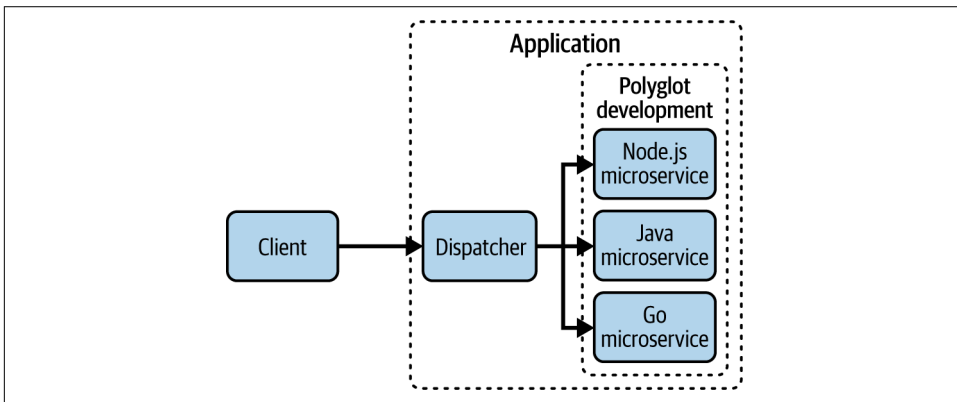 Application
Polyglot
development
Node.js
microservice
Client
Dispatcher
Java
microservice
Go
microservice